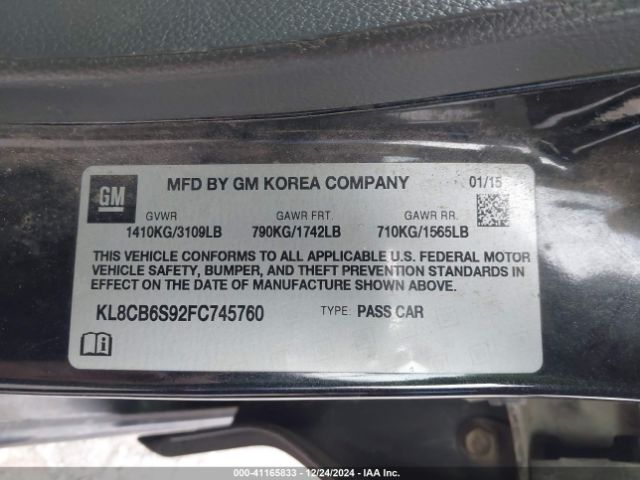 GM
MFD BY GM KOREA COMPANY
01/15
GVWR
GAWR FRT.
GAWR RR.
1410KG/3109LB
790KG/1742LB
710KG/1565LB
THIS VEHICLE CONFORMS TO ALL APPLICABLE U.S. FEDERAL MOTOR
VEHICLE SAFETY, BUMPER, AND THEFT PREVENTION STANDARDS IN
EFFECT ON THE DATE OF MANUFACTURE SHOWN ABOVE.
KL8CB6S92FC745760
TYPE: PASS CAR
000-41165833 - 12/24/2024 - IAA Inc.